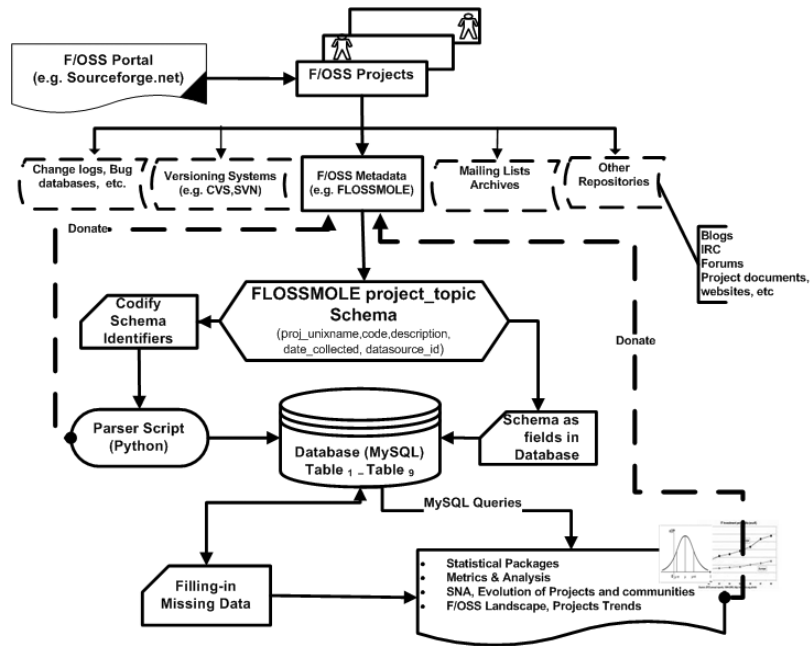 F/OSS Portal
(e.g. Sourceforge.net)
F/OSS Projects
Change logs, Bug
databases, etc.
Versioning Systems
(e.g. CVS,SVN)
F/OSS Metadata
(e.g. FLOSSMOLE)
Mailing Lists
Archives
Other
Repositories
Donate
Blogs
IRC
Forums
Project documents,
websites, etc
Codify
Schema
Identifiers
FLOSSMOLE project_topic
Schema
(proj_unixname,code,description,
date_collected, datasource_id)
Donate
Parser Script
(Python)
Database (MySQL)
Table 1 – Table 9
Schema as
fields in
Database
MySQL Queries
Filling-in
Missing Data
• Statistical Packages
• Metrics & Analysis
• SNA, Evolution of Projects and communities
• F/OSS Landscape, Projects Trends